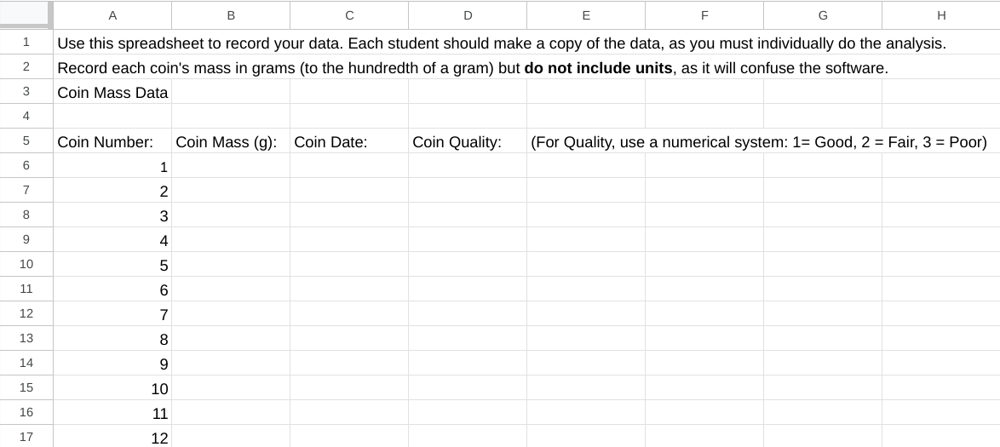 A B C D E F G H
1 Use this spreadsheet to record your data. Each student should make a copy of the data, as you must individually do the analysis.
2 Record each coin's mass in grams (to the hundredth of a gram) but do not include units, as it will confuse the software.
3 Coin Mass Data
4
5 Coin Number: Coin Mass (g): Coin Date: Coin Quality: (For Quality, use a numerical system: 1= Good, 2 = Fair, 3 = Poor)
6 1
7 2
8 3
9 4
10 5
11 6
12 7
13 8
14 9
15 10
16 11
17 12